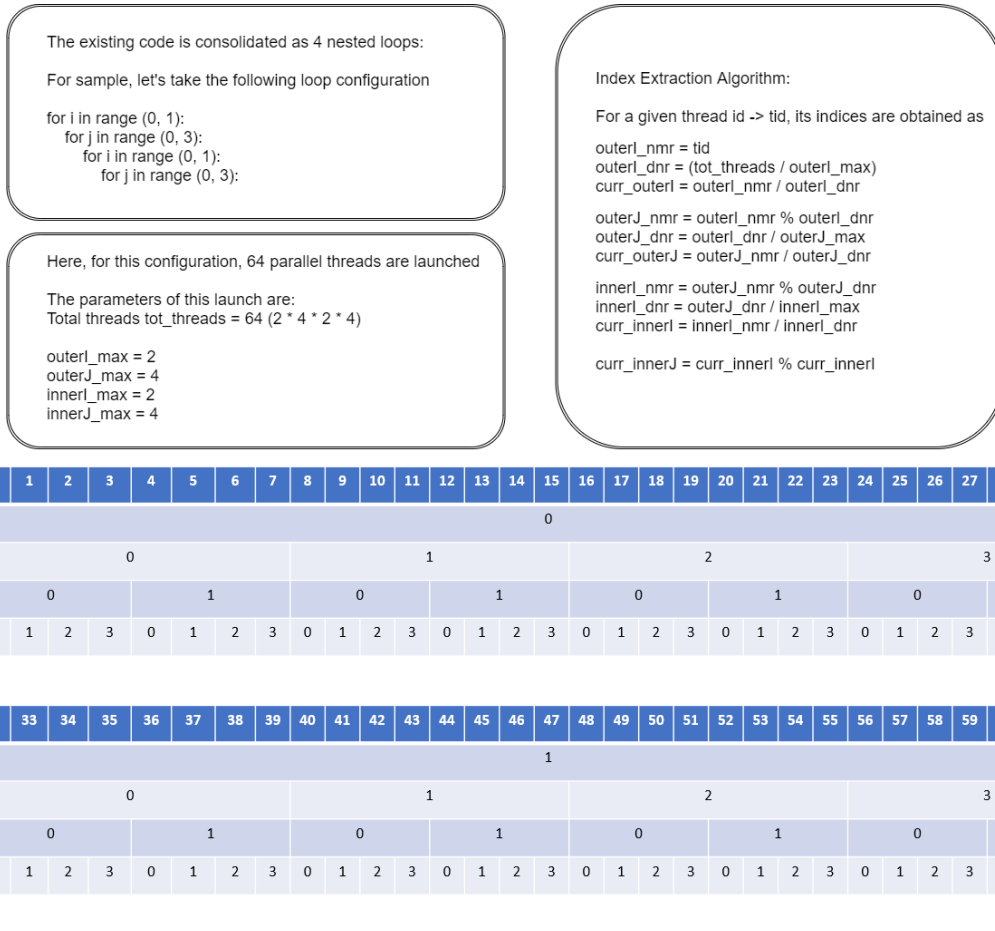 The existing code is consolidated as 4 nested loops:
For sample, let's take the following loop configuration
for i in range (0, 1):
for j in range (0, 3):
for i in range (0, 1):
for j in range (0, 3):
Here, for this configuration, 64 parallel threads are launched
The parameters of this launch are:
Total threads tot_threads = 64 (2 * 4 * 2 * 4)
outerI_max = 2
outerJ_max = 4
innerI_max = 2
innerJ_max = 4
Index Extraction Algorithm:
For a given thread id -> tid, its indices are obtained as
outerI_nmr = tid
outerI_dnr = (tot_threads / outerI_max)
curr_outerI = outerI_nmr / outerI_dnr
outerJ_nmr = outerI_nmr % outerI_dnr
outerJ_dnr = outerI_dnr / outerJ_max
curr_outerJ = outerJ_nmr / outerJ_dnr
innerI_nmr = outerJ_nmr % outerJ_dnr
innerI_dnr = outerJ_dnr / innerI_max
curr_innerI = innerI_nmr / innerI_dnr
curr_innerJ = curr_innerI % curr_innerI
1 2 3 4 5 6 7 8 9 10 11 12 13 14 15 16 17 18 19 20 21 22 23 24 25 26 27
0
0 1 2 3
0 1 0 1 0 1 0
1 2 3 0 1 2 3 0 1 2 3 0 1 2 3 0 1 2 3 0 1 2 3 0 1 2 3
33 34 35 36 37 38 39 40 41 42 43 44 45 46 47 48 49 50 51 52 53 54 55 56 57 58 59
1
0 1 2 3
0 1 0 1 0 1 0
1 2 3 0 1 2 3 0 1 2 3 0 1 2 3 0 1 2 3 0 1 2 3 0 1 2 3